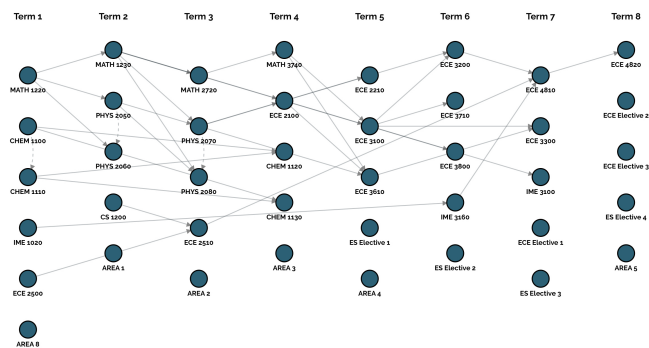 Term 1
Term 2
Term 3
Term 4
Term 5
Term 6
Term 7
Term 8
MATH 1220
CHEM 1100
CHEM 1110
IME 1020
ECE 2500
AREA 8
MATH 1230
PHYS 2050
PHYS 2060
CS 1200
AREA 1
MATH 2720
PHYS 2070
PHYS 2080
ECE 2510
AREA 2
MATH 3740
ECE 2100
CHEM 1120
CHEM 1130
AREA 3
ECE 2210
ECE 3100
ECE 3610
ES Elective 1
AREA 4
ECE 3200
ECE 3710
ECE 3800
IME 3160
ES Elective 2
ECE 4810
ECE 3300
IME 3100
ECE Elective 1
ES Elective 3
ECE 4820
ECE Elective 2
ECE Elective 3
ES Elective 4
AREA 5